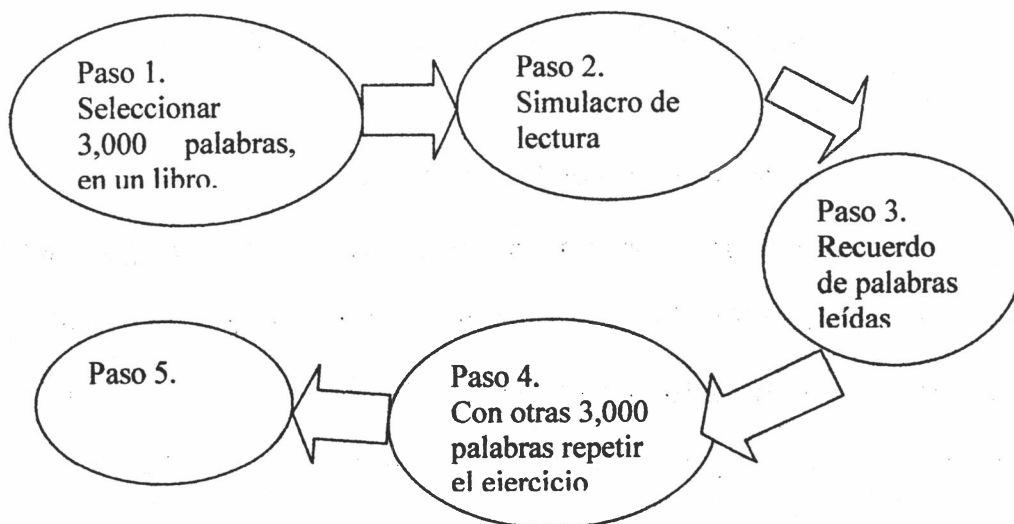 Paso 1.
Seleccionar
3,000 palabras,
en un libro.
Paso 2.
Simulacro de
lectura
Paso 3.
Recuerdo
de palabras
leídas
Paso 4.
Con otras 3,000
palabras repetir
el ejercicio
Paso 5.